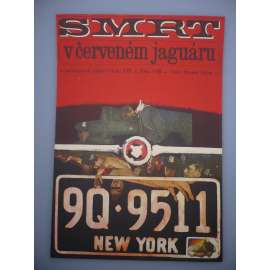 SMRT
v červeném jaguáru
9Q·9511
NEW YORK